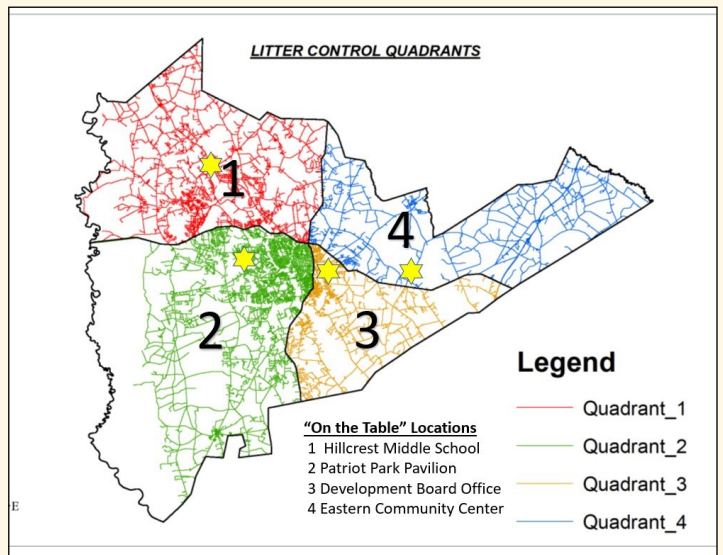 LITTER CONTROL QUADRANTS
1
4
2
3
Legend
Quadrant_1
Quadrant_2
Quadrant_3
Quadrant_4
“On the Table” Locations
1 Hillcrest Middle School
2 Patriot Park Pavilion
3 Development Board Office
4 Eastern Community Center
E